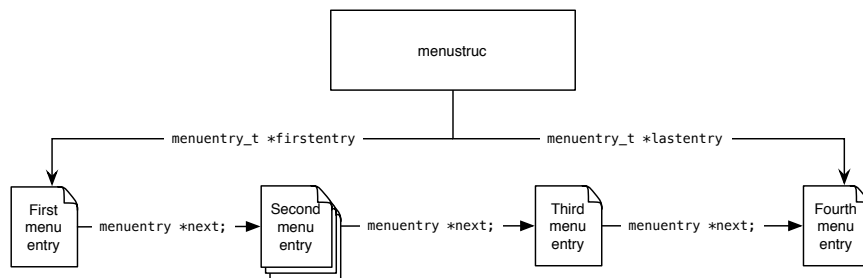 menustruc
menuentry_t *firstentry
menuentry_t *lastentry
First
menu
entry
menuentry *next;
Second
menu
entry
menuentry *next;
Third
menu
entry
menuentry *next;
Fourth
menu
entry